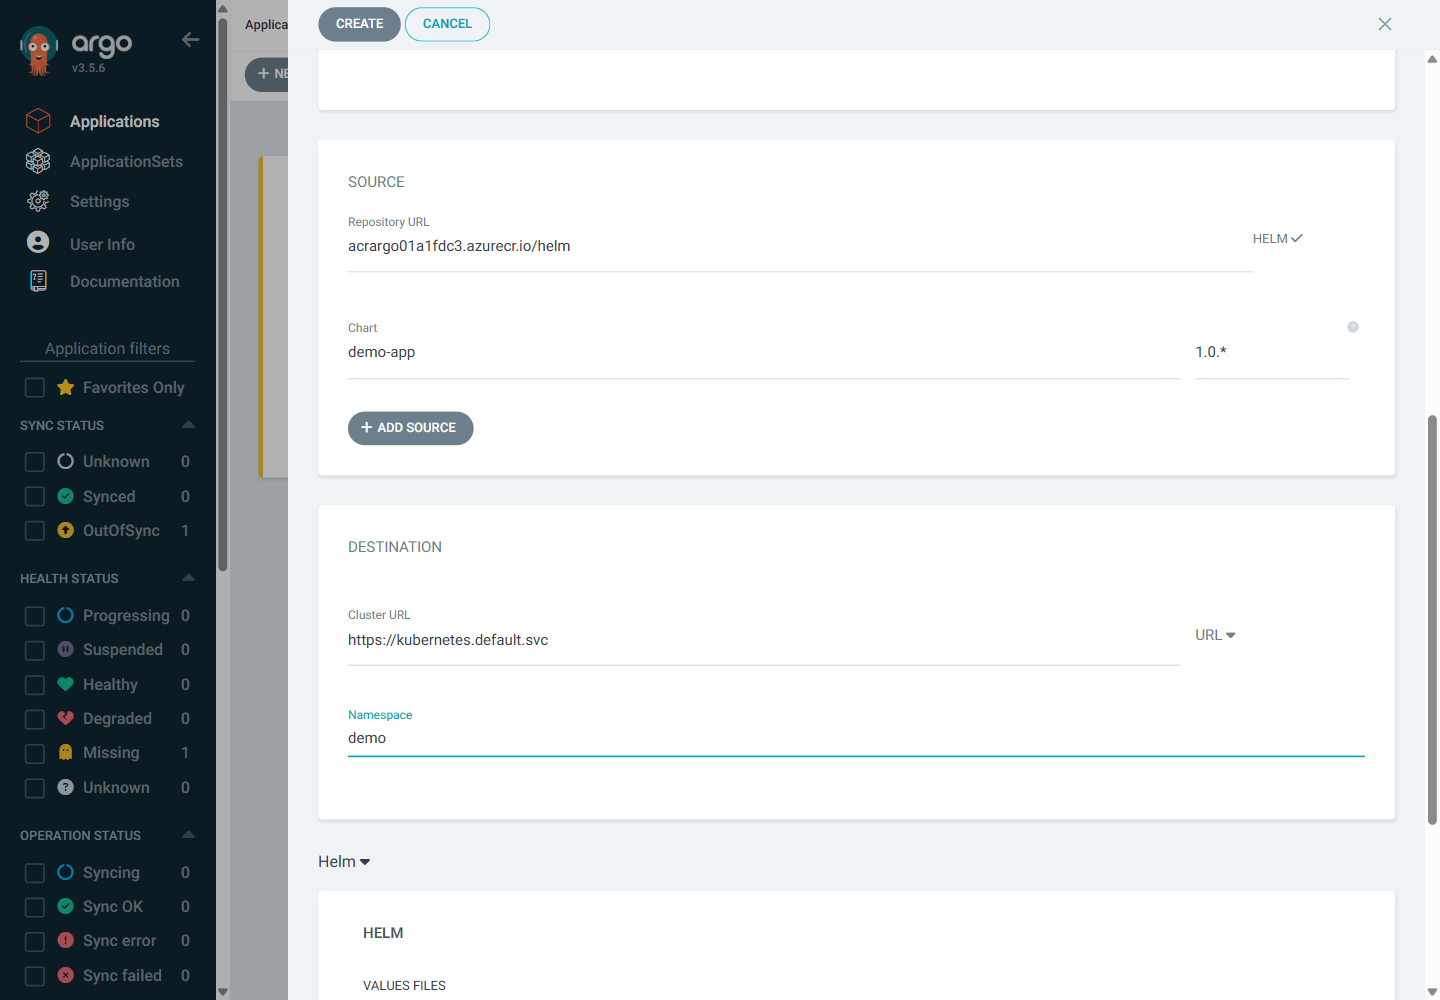 argo
v3.5.6
Applications
ApplicationSets
Settings
User Info
Documentation
Application filters
Favorites Only
SYNC STATUS
Unknown 0
Synced 0
OutOfSync 1
HEALTH STATUS
Progressing 0
Suspended 0
Healthy 0
Degraded 0
Missing 1
Unknown 0
OPERATION STATUS
Syncing 0
Sync OK 0
Sync error 0
Sync failed 0
Applica
+ NE
CREATE CANCEL
SOURCE
Repository URL
acrargo01a1fdc3.azurecr.io/helm
HELM
Chart
demo-app 1.0.*
+ ADD SOURCE
DESTINATION
Cluster URL
https://kubernetes.default.svc
URL
Namespace
demo
Helm
HELM
VALUES FILES